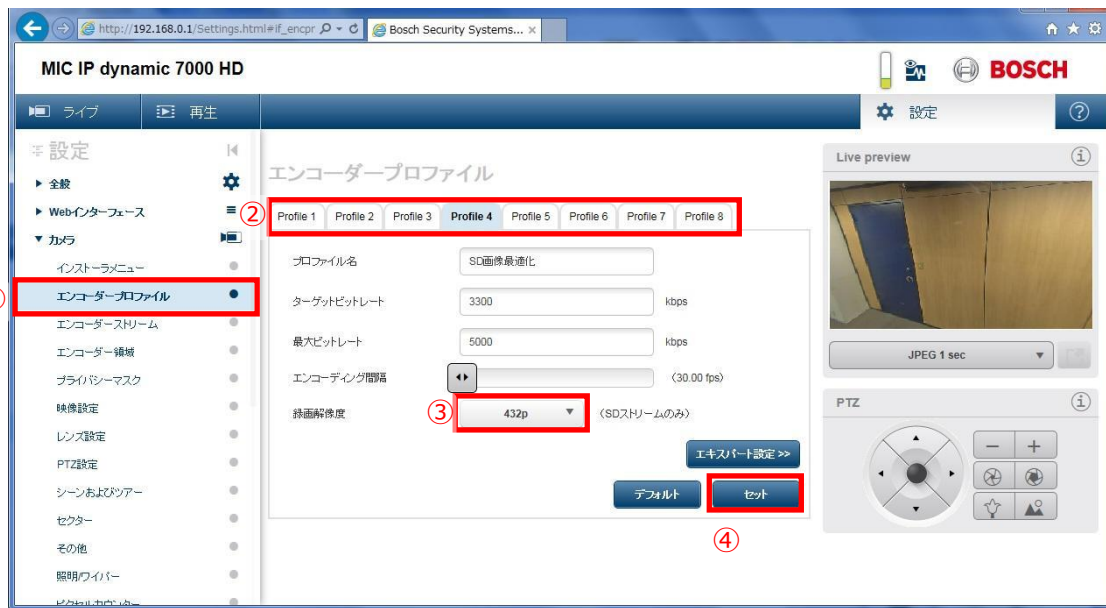 http://192.168.0.1/Settings.html#if_encpr
Bosch Security Systems...
MIC IP dynamic 7000 HD
BOSCH
ライブ
再生
設定
?
設定
全般
Webインターフェース
カメラ
インストーラメニュー
エンコーダープロファイル
エンコーダーストリーム
エンコーダー領域
プライバシーマスク
映像設定
レンズ設定
PTZ設定
シーンおよびツアー
セクター
その他
照明/ワイパー
エンコーダープロファイル
②
Profile 1 Profile 2 Profile 3 Profile 4 Profile 5 Profile 6 Profile 7 Profile 8
プロファイル名 SD画像最適化
ターゲットビットレート 3300 kbps
最大ビットレート 5000 kbps
エンコーディング間隔 (30.00 fps)
録画解像度 ③ 432p (SDストリームのみ)
エキスパート設定 >>
デフォルト セット
④
Live preview
JPEG 1 sec
PTZ